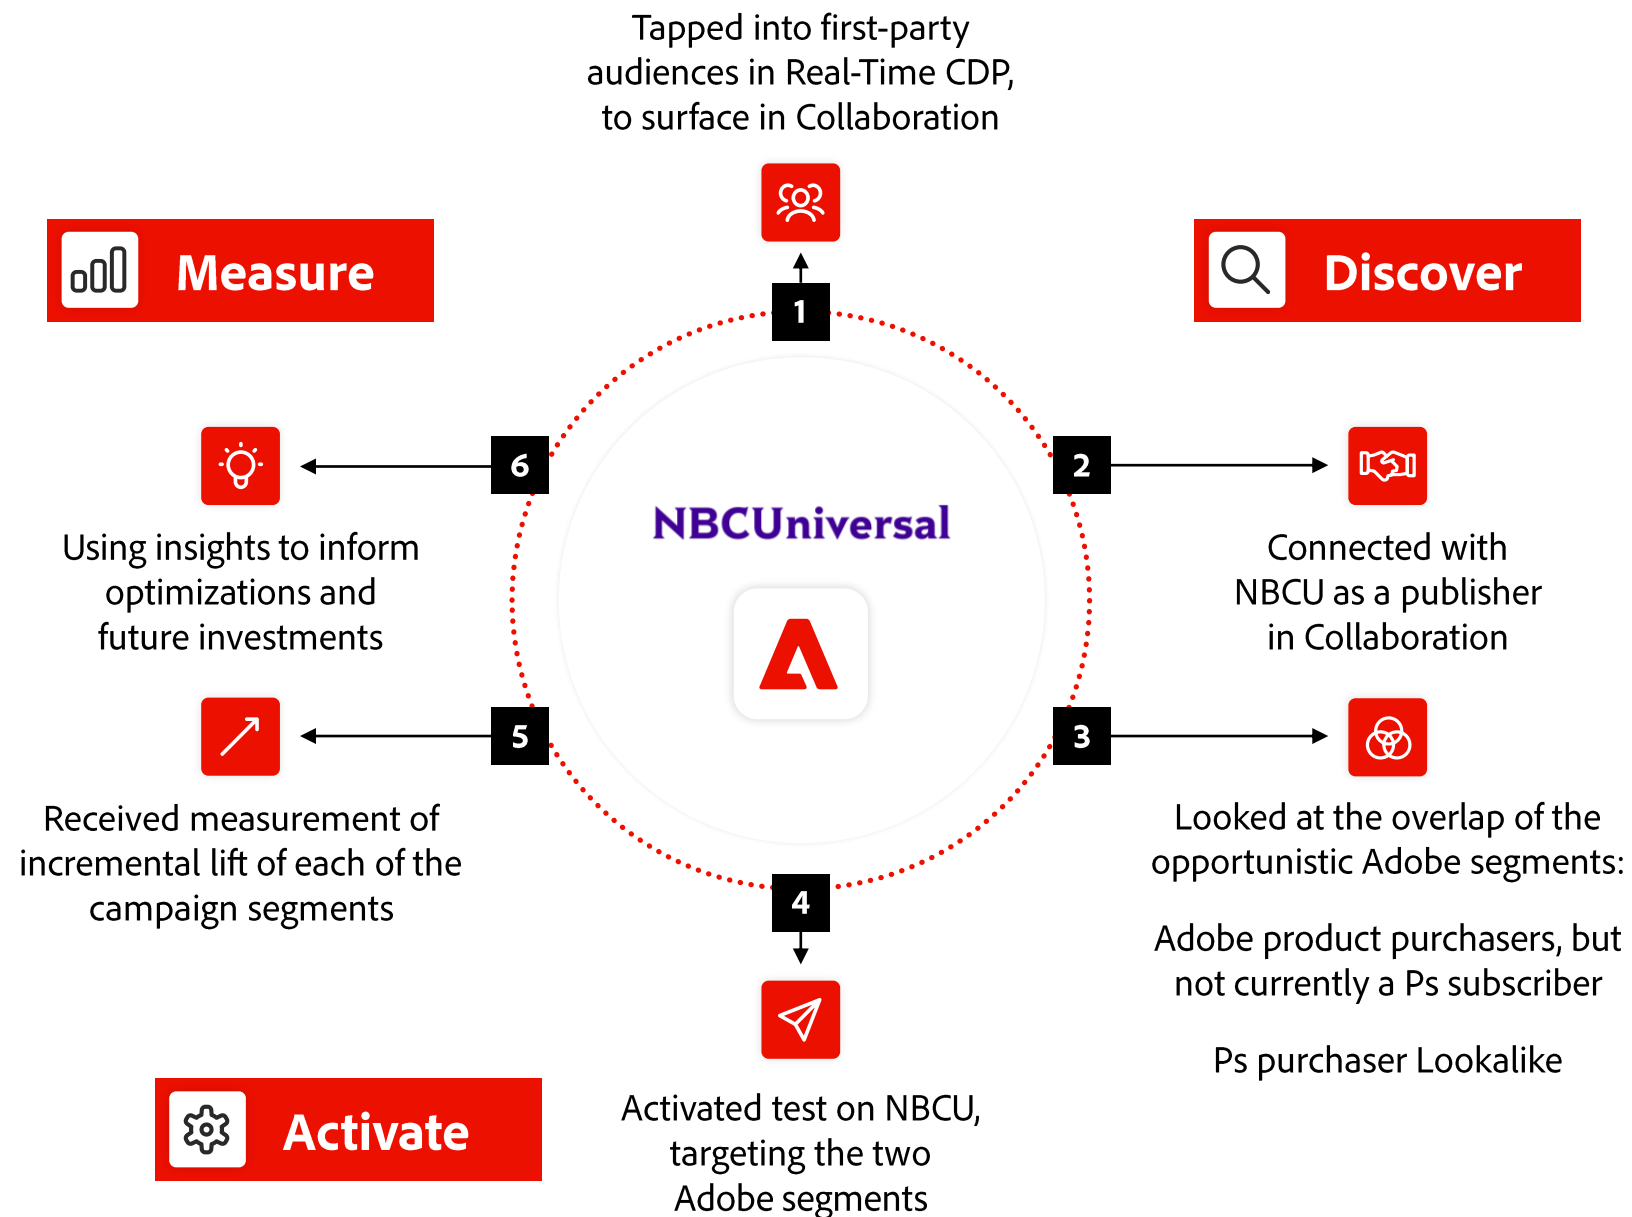 Tapped into first-party
audiences in Real-Time CDP,
to surface in Collaboration
Measure
Discover
1
6
2
NBCUniversal
Using insights to inform
optimizations and
future investments
Connected with
NBCU as a publisher
in Collaboration
5
3
Received measurement of
incremental lift of each of the
campaign segments
Looked at the overlap of the
opportunistic Adobe segments:
Adobe product purchasers, but
not currently a Ps subscriber
Ps purchaser Lookalike
4
Activate
Activated test on NBCU,
targeting the two
Adobe segments